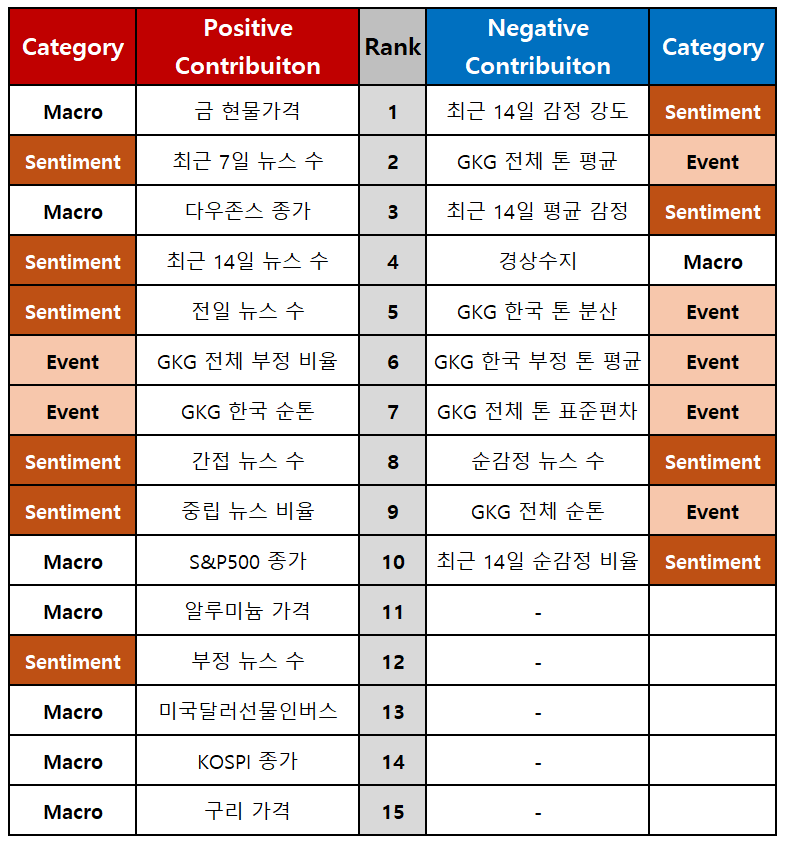 Category Positive Contribuiton Rank Negative Contribuiton Category
Macro 금 현물가격 1 최근 14일 감정 강도 Sentiment
Sentiment 최근 7일 뉴스 수 2 GKG 전체 톤 평균 Event
Macro 다우존스 종가 3 최근 14일 평균 감정 Sentiment
Sentiment 최근 14일 뉴스 수 4 경상수지 Macro
Sentiment 전일 뉴스 수 5 GKG 한국 톤 분산 Event
Event GKG 전체 부정 비율 6 GKG 한국 부정 톤 평균 Event
Event GKG 한국 순톤 7 GKG 전체 톤 표준편차 Event
Sentiment 간접 뉴스 수 8 순감정 뉴스 수 Sentiment
Sentiment 중립 뉴스 비율 9 GKG 전체 순톤 Event
Macro S&P500 종가 10 최근 14일 순감정 비율 Sentiment
Macro 알루미늄 가격 11 -
Sentiment 부정 뉴스 수 12 -
Macro 미국달러선물인버스 13 -
Macro KOSPI 종가 14 -
Macro 구리 가격 15 -